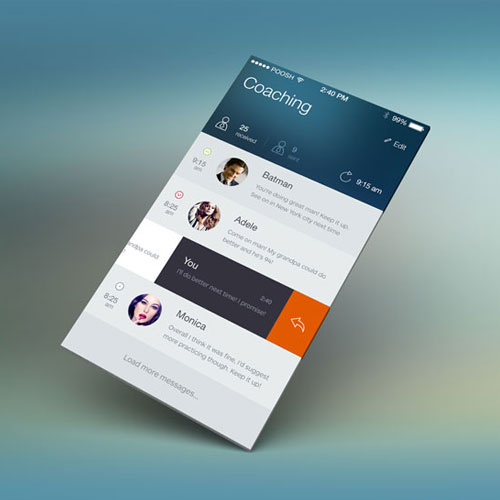 POOSH
2:40 PM
99%
Coaching
25
received
9
sent
Edit
9:15 am
9:15
am
Batman
You're doing great man! Keep it up.
See on in New York city next time
8:25
am
Adele
Come on man! My grandpa could do
better and he's 94!
grandpa could
You
2:40
I'll do better next time! I promise!
8:25
am
Monica
Overall I think it was fine, I'd suggest
more practicing though. Keep it up!
Load more messages...